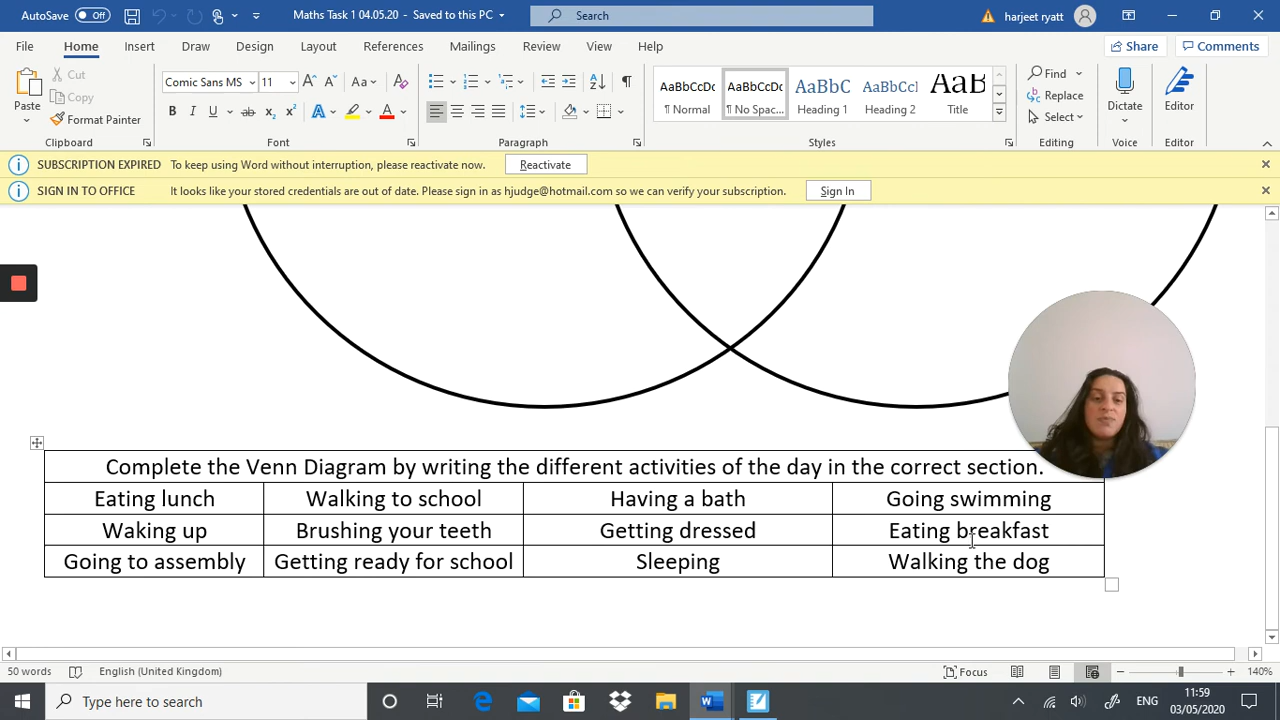 AutoSave Off Maths Task 1 04.05.20 - Saved to this PC Search harjeet ryatt
File Home Insert Draw Design Layout References Mailings Review View Help Share Comments
Paste Cut Copy Format Painter Clipboard
Comic Sans MS 11 Font
Paragraph
AaBbCcDc ¶ Normal AaBbCcDc ¶ No Spac... AaBbC Heading 1 AaBbCcI Heading 2 AaB Title Styles
Find Replace Select Editing
Dictate Voice
Editor Editor
SUBSCRIPTION EXPIRED To keep using Word without interruption, please reactivate now. Reactivate
SIGN IN TO OFFICE It looks like your stored credentials are out of date. Please sign in as hjudge@hotmail.com so we can verify your subscription. Sign In
Complete the Venn Diagram by writing the different activities of the day in the correct section.
Eating lunch Walking to school Having a bath Going swimming
Waking up Brushing your teeth Getting dressed Eating breakfast
Going to assembly Getting ready for school Sleeping Walking the dog
50 words English (United Kingdom) Focus 140%
Type here to search ENG 11:59
03/05/2020